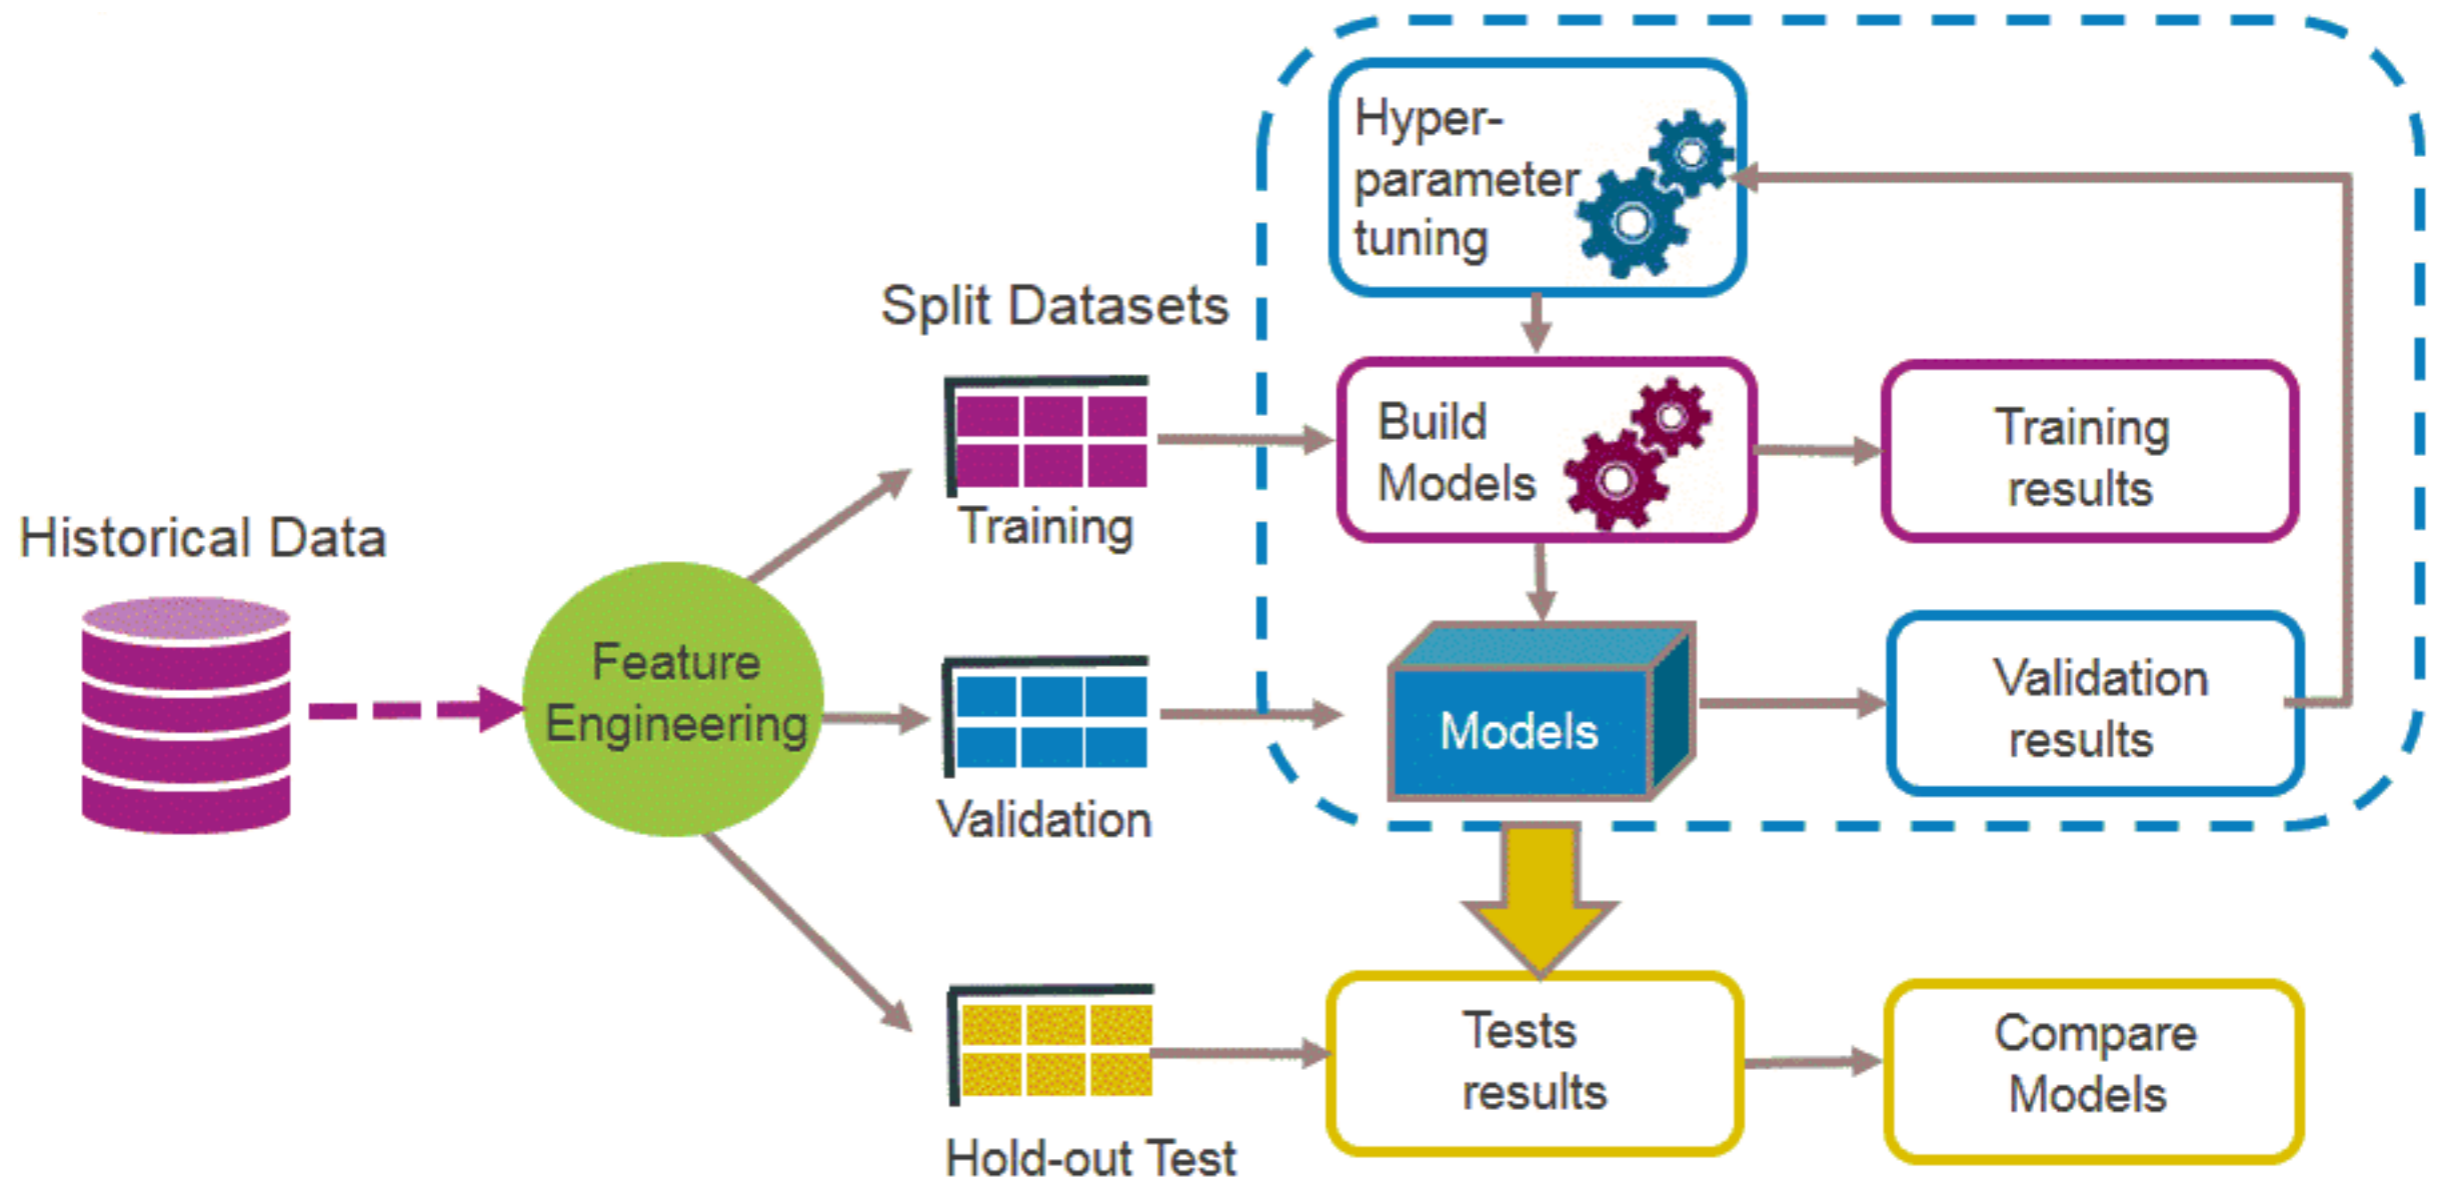 Hyper-
parameter
tuning
Split Datasets
Build
Models
Training
results
Training
Historical Data
Feature
Engineering
Models
Validation
results
Validation
Tests
results
Compare
Models
Hold-out Test